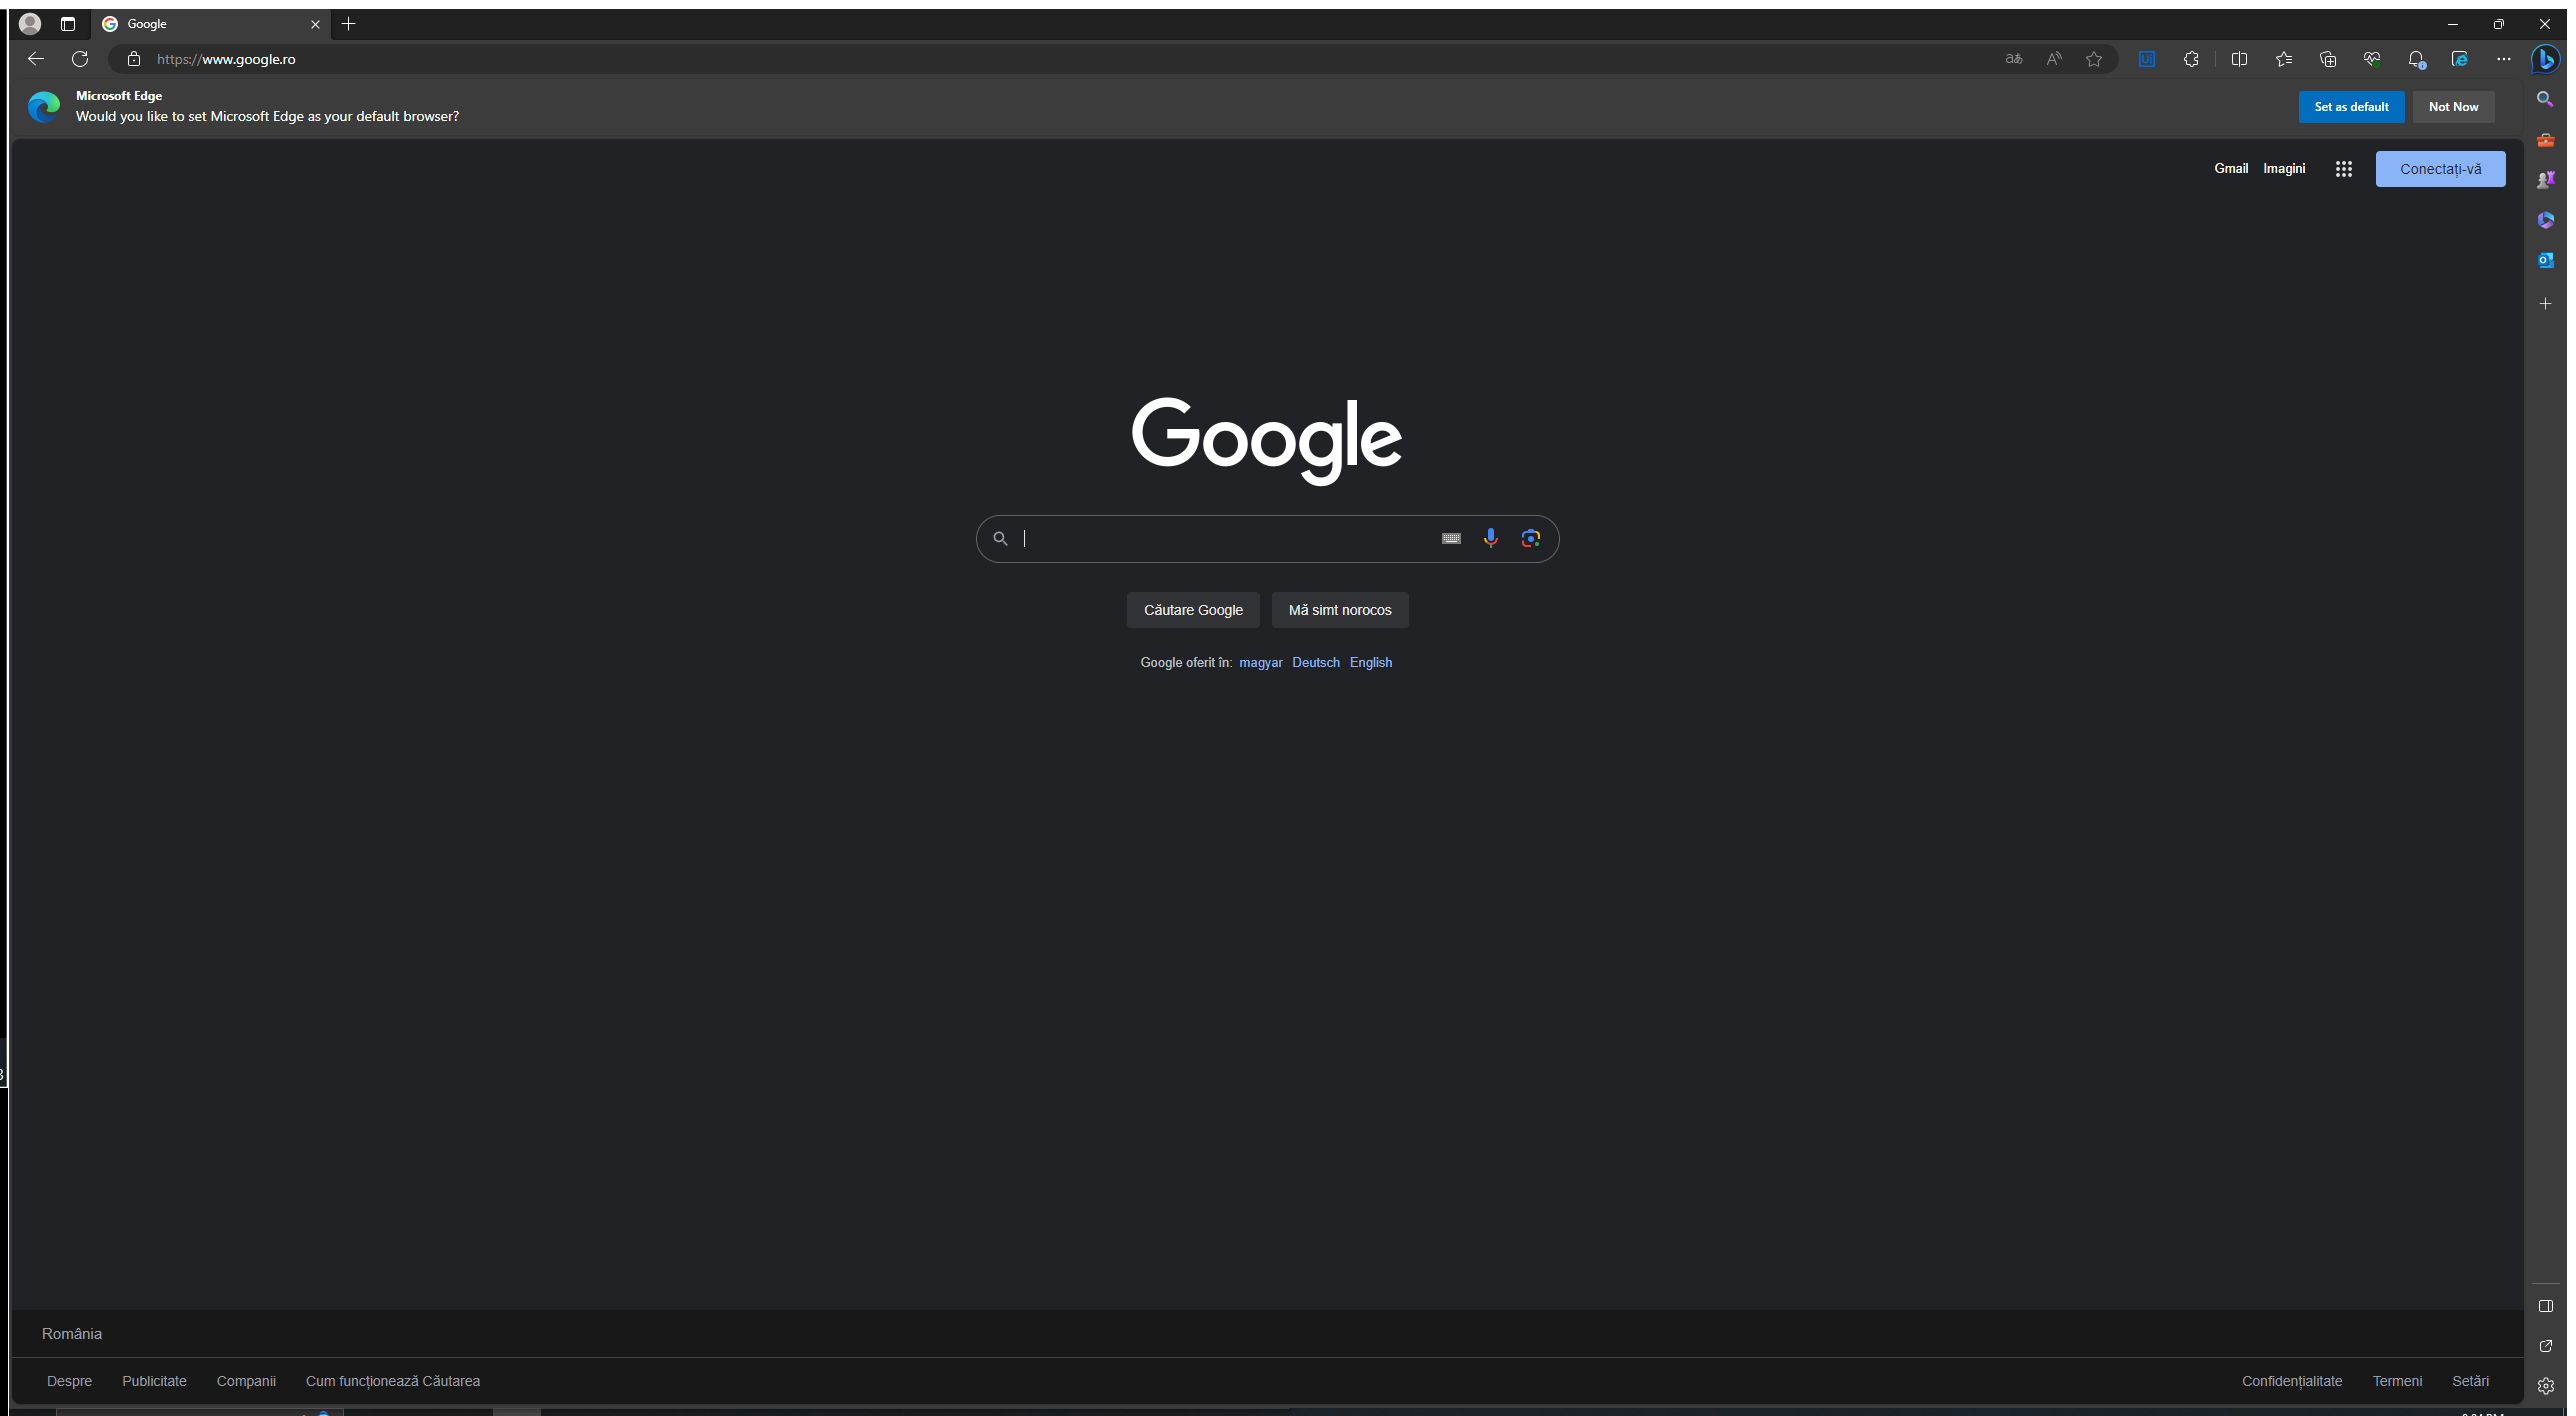 Google
https://www.google.ro
aあ
Microsoft Edge
Would you like to set Microsoft Edge as your default browser?
Set as default
Not Now
Gmail
Imagini
Conectați-vă
Google
Căutare Google
Mă simt norocos
Google oferit în: magyar Deutsch English
România
Despre
Publicitate
Companii
Cum funcționează Căutarea
Confidențialitate
Termeni
Setări